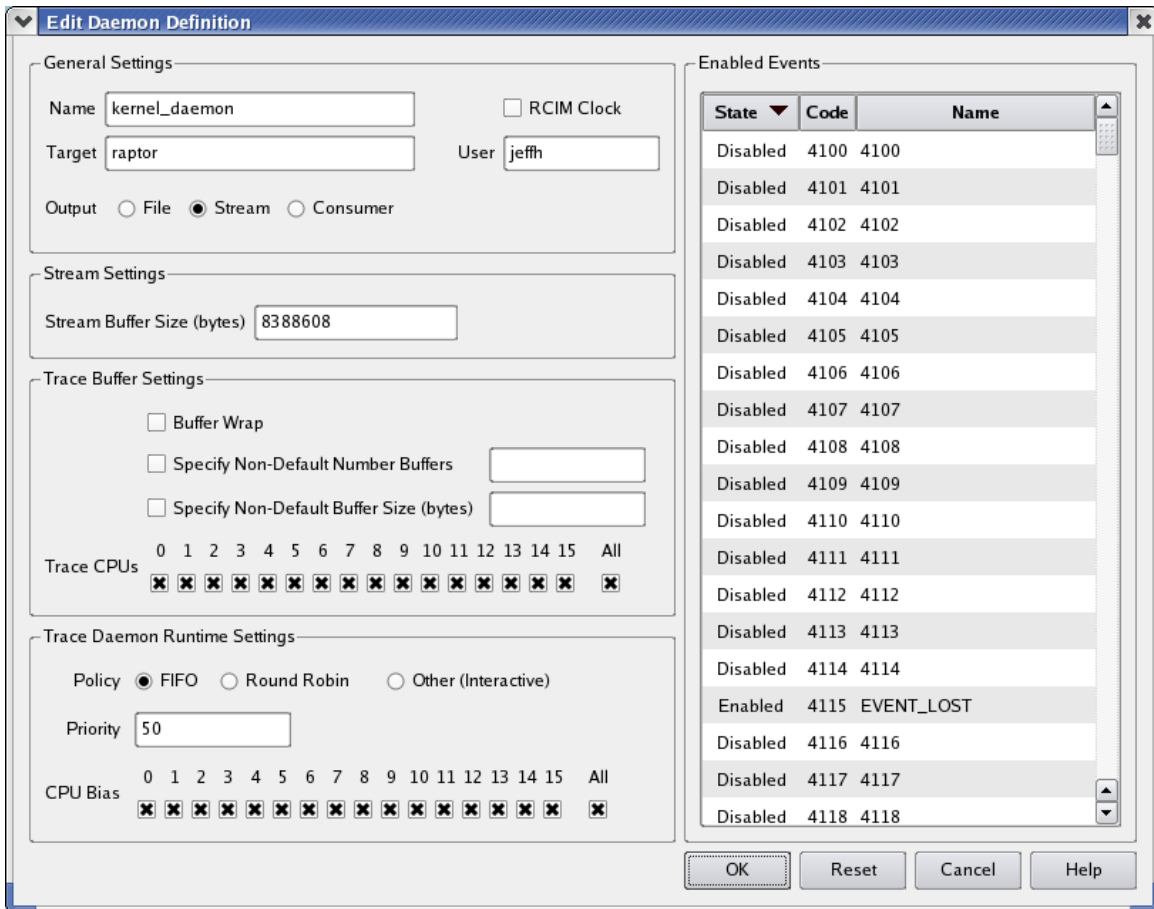 Edit Daemon Definition
General Settings
Name kernel_daemon RCIM Clock
Target raptor User jeffh
Output File Stream Consumer
Stream Settings
Stream Buffer Size (bytes) 8388608
Trace Buffer Settings
Buffer Wrap
Specify Non-Default Number Buffers
Specify Non-Default Buffer Size (bytes)
0 1 2 3 4 5 6 7 8 9 10 11 12 13 14 15 All
Trace CPUs
Trace Daemon Runtime Settings
Policy FIFO Round Robin Other (Interactive)
Priority 50
0 1 2 3 4 5 6 7 8 9 10 11 12 13 14 15 All
CPU Bias
Enabled Events
State Code Name
Disabled 4100 4100
Disabled 4101 4101
Disabled 4102 4102
Disabled 4103 4103
Disabled 4104 4104
Disabled 4105 4105
Disabled 4106 4106
Disabled 4107 4107
Disabled 4108 4108
Disabled 4109 4109
Disabled 4110 4110
Disabled 4111 4111
Disabled 4112 4112
Disabled 4113 4113
Disabled 4114 4114
Enabled 4115 EVENT_LOST
Disabled 4116 4116
Disabled 4117 4117
Disabled 4118 4118
OK Reset Cancel Help